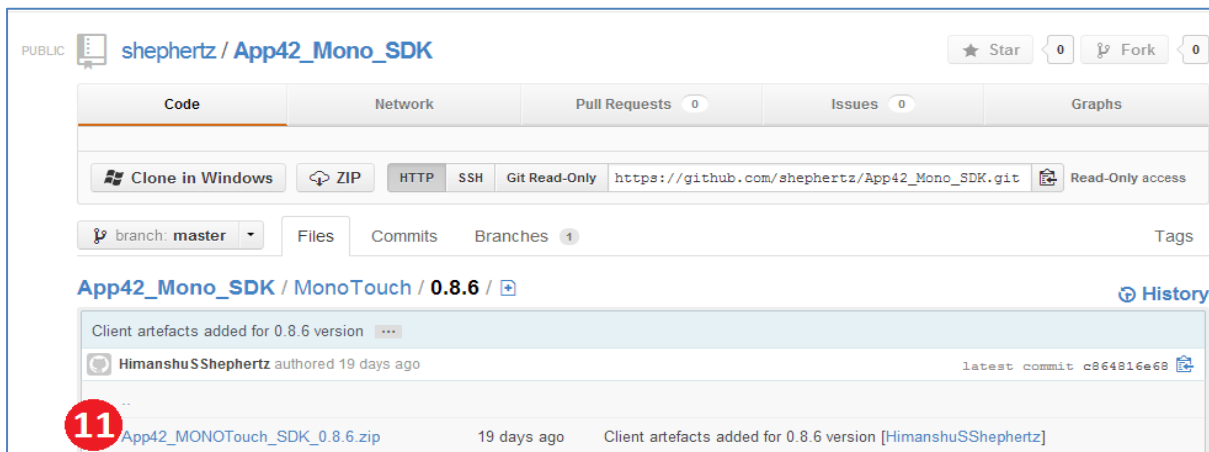 PUBLIC shephertz / App42_Mono_SDK Star 0 Fork 0
Code Network Pull Requests 0 Issues 0 Graphs
Clone in Windows ZIP HTTP SSH Git Read-Only https://github.com/shephertz/App42_Mono_SDK.git Read-Only access
branch: master Files Commits Branches 1 Tags
App42_Mono_SDK / MonoTouch / 0.8.6 / History
Client artefacts added for 0.8.6 version ...
HimanshuSShephertz authored 19 days ago latest commit c864816e68
..
11 App42_MONOTouch_SDK_0.8.6.zip 19 days ago Client artefacts added for 0.8.6 version [HimanshuSShephertz]